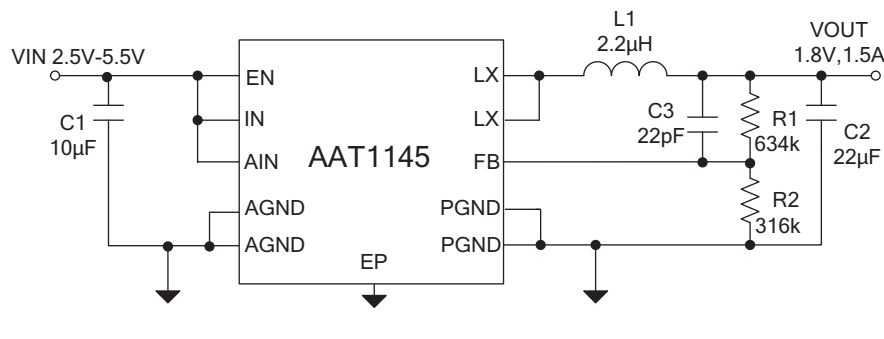 L1
2.2µH
VOUT
1.8V,1.5A
VIN 2.5V-5.5V
EN
LX
C1
10µF
IN
LX
C3
22pF
R1
634k
C2
22µF
AAT1145
AIN
FB
AGND
PGND
R2
316k
AGND
PGND
EP